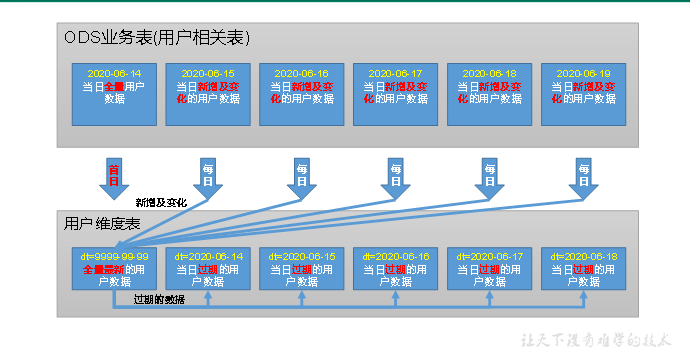 ODS业务表(用户相关表)
2020-06-14
当日全量用户
数据
2020-06-15
当日新增及变
化的用户数据
2020-06-16
当日新增及变
化的用户数据
2020-06-17
当日新增及变
化的用户数据
2020-06-18
当日新增及变
化的用户数据
2020-06-19
当日新增及变
化的用户数据
首日
每日
每日
每日
每日
每日
新增及变化
用户维度表
dt=9999-99-99
全量最新的用
户数据
dt=2020-06-14
当日过期的用
户数据
dt=2020-06-15
当日过期的用
户数据
dt=2020-06-16
当日过期的用
户数据
dt=2020-06-17
当日过期的用
户数据
dt=2020-06-18
当日过期的用
户数据
过期的数据
让天下没有难学的技术